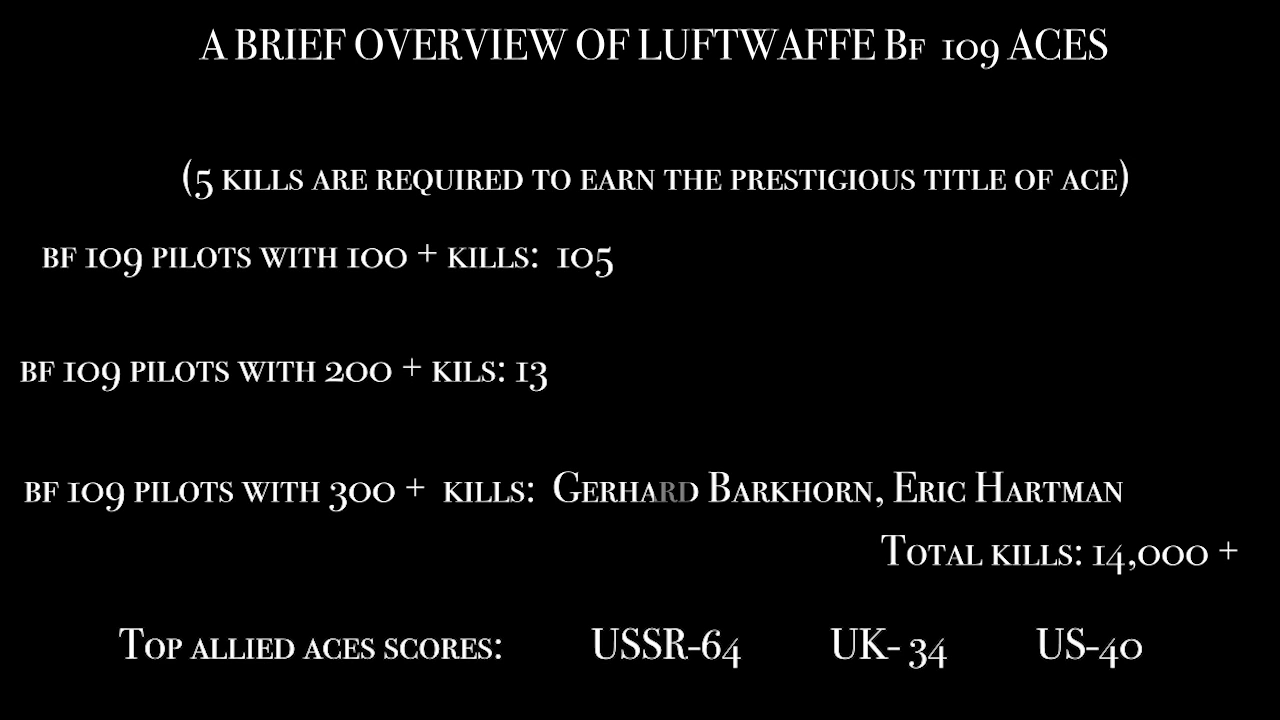 A BRIEF OVERVIEW OF LUFTWAFFE BF 109 ACES
(5 KILLS ARE REQUIRED TO EARN THE PRESTIGIOUS TITLE OF ACE)
BF 109 PILOTS WITH 100 + KILLS: 105
BF 109 PILOTS WITH 200 + KILS: 13
BF 109 PILOTS WITH 300 + KILLS: GERHARD BARKHORN, ERIC HARTMAN
TOTAL KILLS: 14,000 +
TOP ALLIED ACES SCORES: USSR-64 UK- 34 US-40